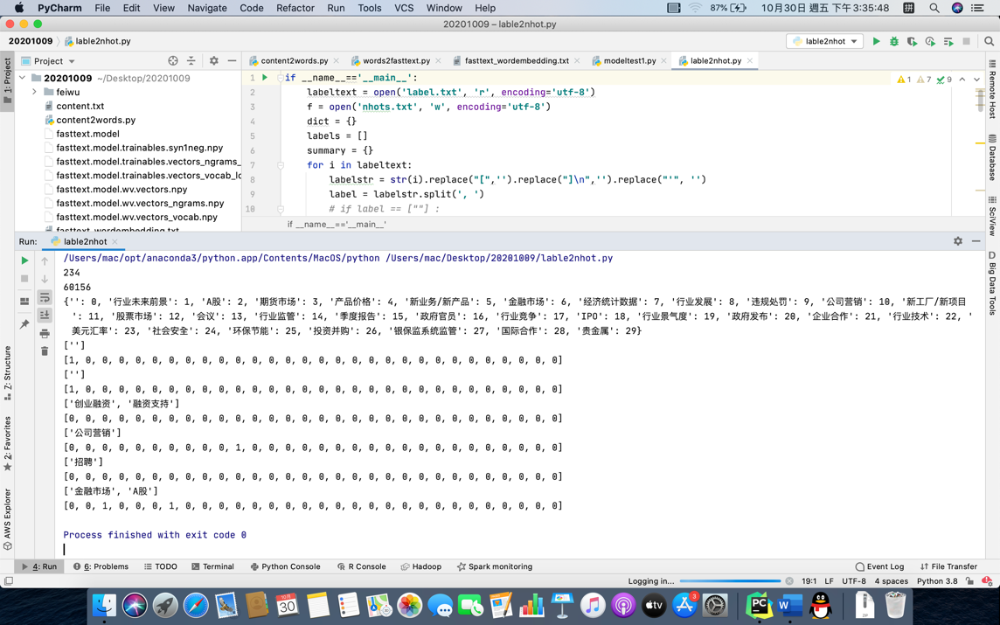 PyCharm File Edit View Navigate Code Refactor Run Tools VCS Window Help 87% 10月30日 週五 下午3:35:48 拼
20201009 – lable2nhot.py
20201009 lable2nhot.py lable2nhot
Project content2words.py words2fasttext.py fasttext_wordembedding.txt modeltest1.py lable2nhot.py
1: Project
20201009 ~/Desktop/20201009
feiwu
content.txt
content2words.py
fasttext.model
fasttext.model.trainables.syn1neg.npy
fasttext.model.trainables.vectors_ngrams_
fasttext.model.trainables.vectors_vocab_lo
fasttext.model.wv.vectors.npy
fasttext.model.wv.vectors_ngrams.npy
fasttext.model.wv.vectors_vocab.npy
fasttext_wordembedding.txt
1 if __name__=='__main__':
2 labeltext = open('label.txt', 'r', encoding='utf-8')
3 f = open('nhots.txt', 'w', encoding='utf-8')
4 dict = {}
5 labels = []
6 summary = {}
7 for i in labeltext:
8 labelstr = str(i).replace("[",'').replace("]\n",'').replace("'", '')
9 label = labelstr.split(', ')
10 # if label == [""] :
if __name__=='__main__'
1 7 9
Remote Host
Database
SciView
Big Data Tools
Run: lable2nhot
/Users/mac/opt/anaconda3/python.app/Contents/MacOS/python /Users/mac/Desktop/20201009/lable2nhot.py
234
60156
{'': 0, '行业未来前景': 1, 'A股': 2, '期货市场': 3, '产品价格': 4, '新业务/新产品': 5, '金融市场': 6, '经济统计数据': 7, '行业发展': 8, '违规处罚': 9, '公司营销': 10, '新工厂/新项目
': 11, '股票市场': 12, '会议': 13, '行业监管': 14, '季度报告': 15, '政府官员': 16, '行业竞争': 17, 'IPO': 18, '行业景气度': 19, '政府发布': 20, '企业合作': 21, '行业技术': 22, '
美元汇率': 23, '社会安全': 24, '环保节能': 25, '投资并购': 26, '银保监系统监管': 27, '国际合作': 28, '贵金属': 29}
['']
[1, 0, 0, 0, 0, 0, 0, 0, 0, 0, 0, 0, 0, 0, 0, 0, 0, 0, 0, 0, 0, 0, 0, 0, 0, 0, 0, 0, 0, 0]
['']
[1, 0, 0, 0, 0, 0, 0, 0, 0, 0, 0, 0, 0, 0, 0, 0, 0, 0, 0, 0, 0, 0, 0, 0, 0, 0, 0, 0, 0, 0]
['创业融资', '融资支持']
[0, 0, 0, 0, 0, 0, 0, 0, 0, 0, 0, 0, 0, 0, 0, 0, 0, 0, 0, 0, 0, 0, 0, 0, 0, 0, 0, 0, 0, 0]
['公司营销']
[0, 0, 0, 0, 0, 0, 0, 0, 0, 0, 1, 0, 0, 0, 0, 0, 0, 0, 0, 0, 0, 0, 0, 0, 0, 0, 0, 0, 0, 0]
['招聘']
[0, 0, 0, 0, 0, 0, 0, 0, 0, 0, 0, 0, 0, 0, 0, 0, 0, 0, 0, 0, 0, 0, 0, 0, 0, 0, 0, 0, 0, 0]
['金融市场', 'A股']
[0, 0, 1, 0, 0, 0, 1, 0, 0, 0, 0, 0, 0, 0, 0, 0, 0, 0, 0, 0, 0, 0, 0, 0, 0, 0, 0, 0, 0, 0]
Process finished with exit code 0
Z: Structure
2: Favorites
AWS Explorer
4: Run 6: Problems TODO Terminal Python Console R Console Hadoop Spark monitoring Event Log File Transfer
Logging in... 19:1 LF UTF-8 4 spaces Python 3.8
10月 30 3 tv PC W ZIP